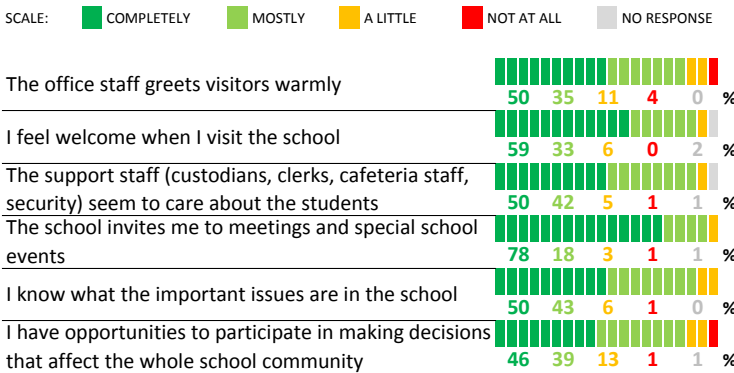 SCALE: COMPLETELY MOSTLY A LITTLE NOT AT ALL NO RESPONSE
The office staff greets visitors warmly
50 35 11 4 0 %
I feel welcome when I visit the school
59 33 6 0 2 %
The support staff (custodians, clerks, cafeteria staff,
security) seem to care about the students
50 42 5 1 1 %
The school invites me to meetings and special school
events
78 18 3 1 1 %
I know what the important issues are in the school
50 43 6 1 0 %
I have opportunities to participate in making decisions
that affect the whole school community
46 39 13 1 1 %